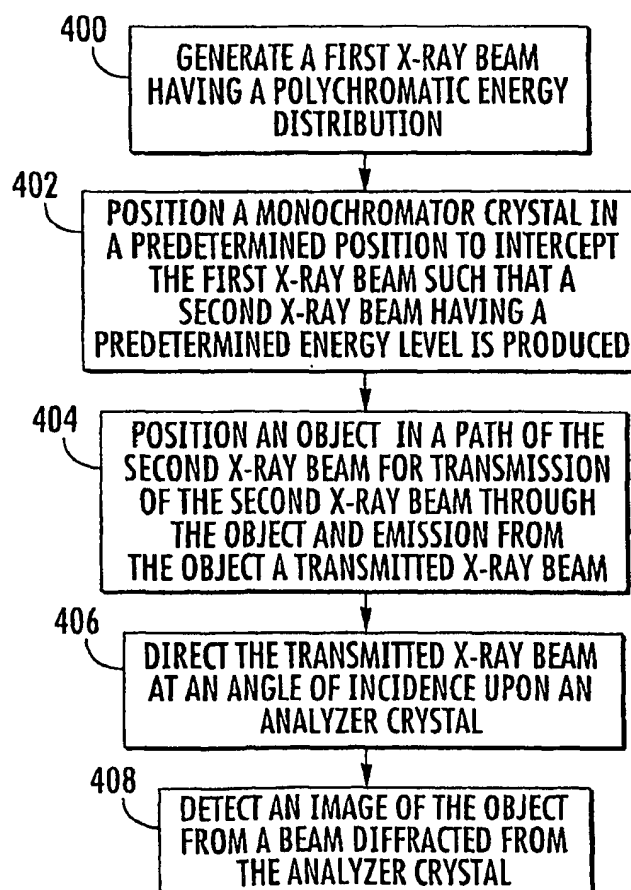 400
GENERATE A FIRST X-RAY BEAM
HAVING A POLYCHROMATIC ENERGY
DISTRIBUTION
402
POSITION A MONOCHROMATOR CRYSTAL IN
A PREDETERMINED POSITION TO INTERCEPT
THE FIRST X-RAY BEAM SUCH THAT A
SECOND X-RAY BEAM HAVING A
PREDETERMINED ENERGY LEVEL IS PRODUCED
404
POSITION AN OBJECT IN A PATH OF THE
SECOND X-RAY BEAM FOR TRANSMISSION
OF THE SECOND X-RAY BEAM THROUGH
THE OBJECT AND EMISSION FROM
THE OBJECT A TRANSMITTED X-RAY BEAM
406
DIRECT THE TRANSMITTED X-RAY BEAM
AT AN ANGLE OF INCIDENCE UPON AN
ANALYZER CRYSTAL
408
DETECT AN IMAGE OF THE OBJECT
FROM A BEAM DIFFRACTED FROM
THE ANALYZER CRYSTAL